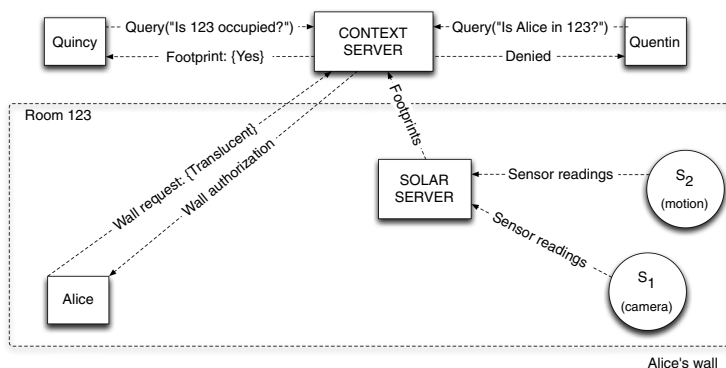 Query("Is 123 occupied?")
Quincy
Footprint: {Yes}
CONTEXT
SERVER
Query("Is Alice in 123?")
Denied
Quentin
Room 123
Footprints
Wall request: {Translucent}
Wall authorization
SOLAR
SERVER
Sensor readings
S2
(motion)
Sensor readings
S1
(camera)
Alice
Alice's wall